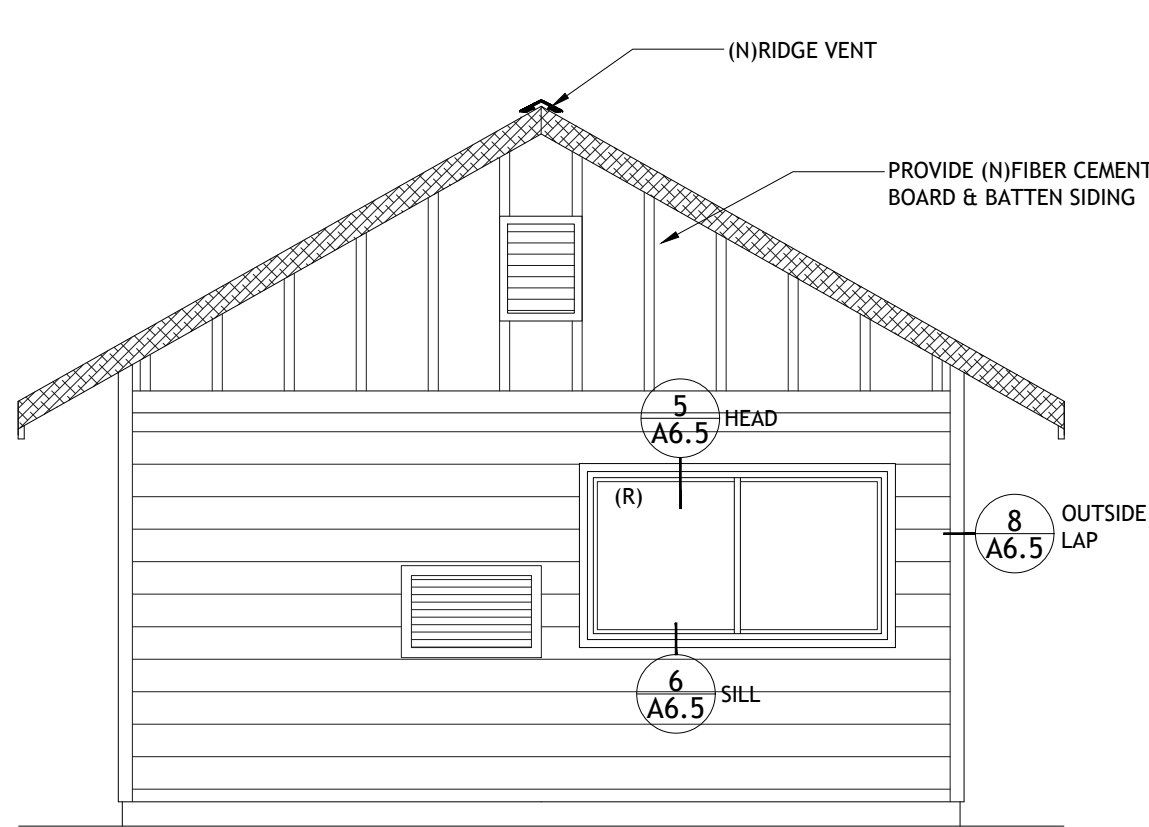 (N)RIDGE VENT
PROVIDE (N)FIBER CEMENT
BOARD & BATTEN SIDING
5
A6.5
HEAD
(R)
8
A6.5
OUTSIDE
LAP
6
A6.5
SILL